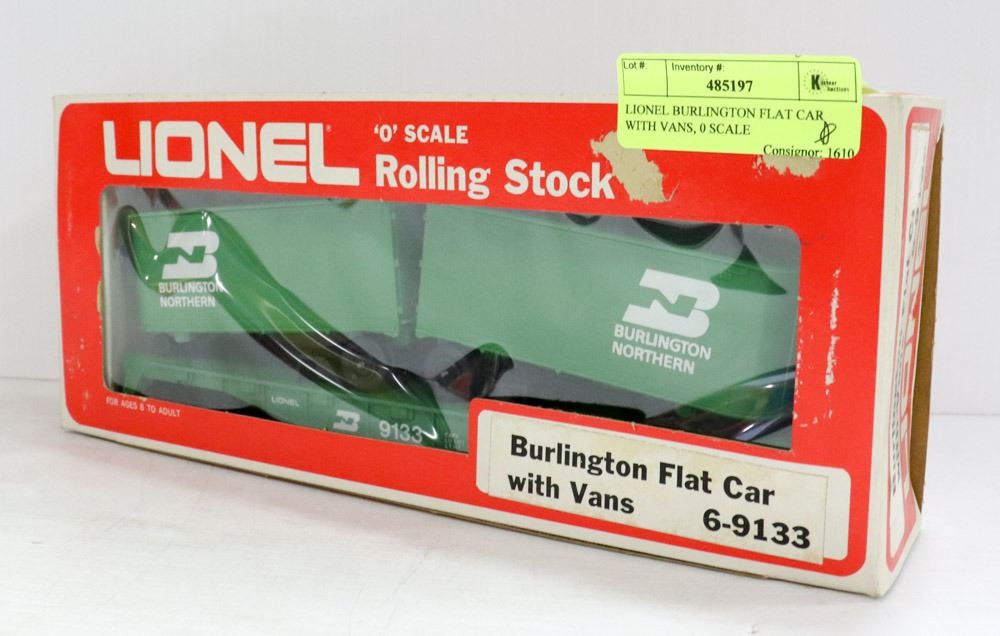 Lot #:
Inventory #:
485197
LIONEL BURLINGTON FLAT CAR
WITH VANS, 0 SCALE
Consignor: 1610
LIONEL
'O' SCALE
Rolling Stock
BURLINGTON
NORTHERN
BURLINGTON
NORTHERN
FOR AGES 8 TO ADULT
LIONEL
9133
Burlington Flat Car
with Vans
6-9133